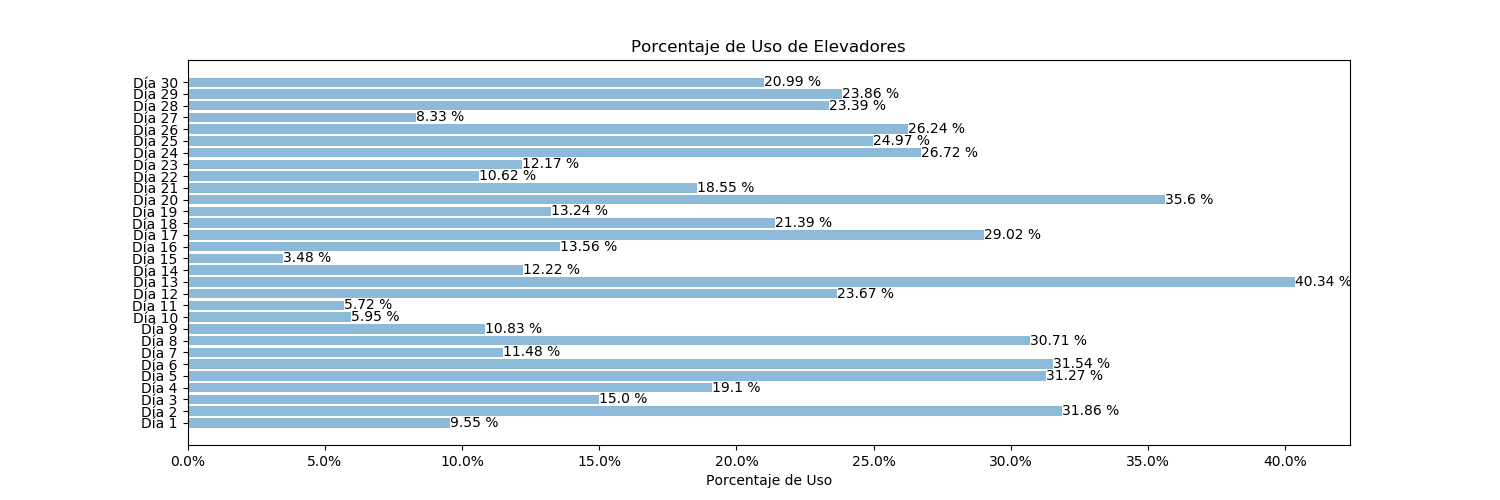 Porcentaje de Uso de Elevadores
Día 30 20.99 %
Día 29 23.86 %
Día 28 23.39 %
Día 27 8.33 %
Día 26 26.24 %
Día 25 24.97 %
Día 24 26.72 %
Día 23 12.17 %
Día 22 10.62 %
Día 21 18.55 %
Día 20 35.6 %
Día 19 13.24 %
Día 18 21.39 %
Día 17 29.02 %
Día 16 13.56 %
Día 15 3.48 %
Día 14 12.22 %
Día 13 40.34 %
Día 12 23.67 %
Día 11 5.72 %
Día 10 5.95 %
Día 9 10.83 %
Día 8 30.71 %
Día 7 11.48 %
Día 6 31.54 %
Día 5 31.27 %
Día 4 19.1 %
Día 3 15.0 %
Día 2 31.86 %
Día 1 9.55 %
0.0% 5.0% 10.0% 15.0% 20.0% 25.0% 30.0% 35.0% 40.0%
Porcentaje de Uso